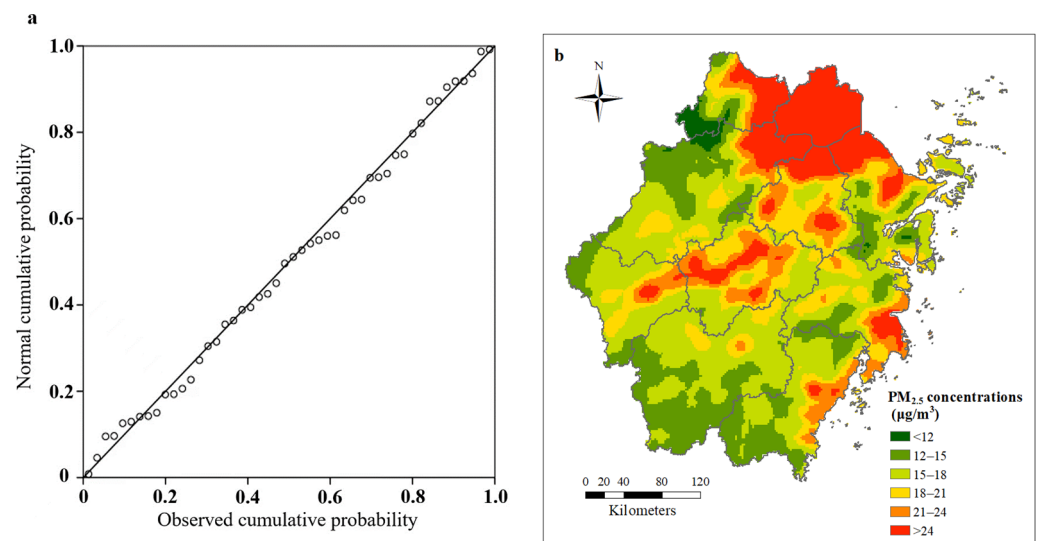 a
1.0
0.8
0.6
0.4
0.2
0
0
0.2
0.4
0.6
0.8
1.0
Normal cumulative probability
Observed cumulative probability
b
N
PM2.5 concentrations
(μg/m³)
<12
12–15
15–18
18–21
21–24
>24
0 20 40 80 120
Kilometers